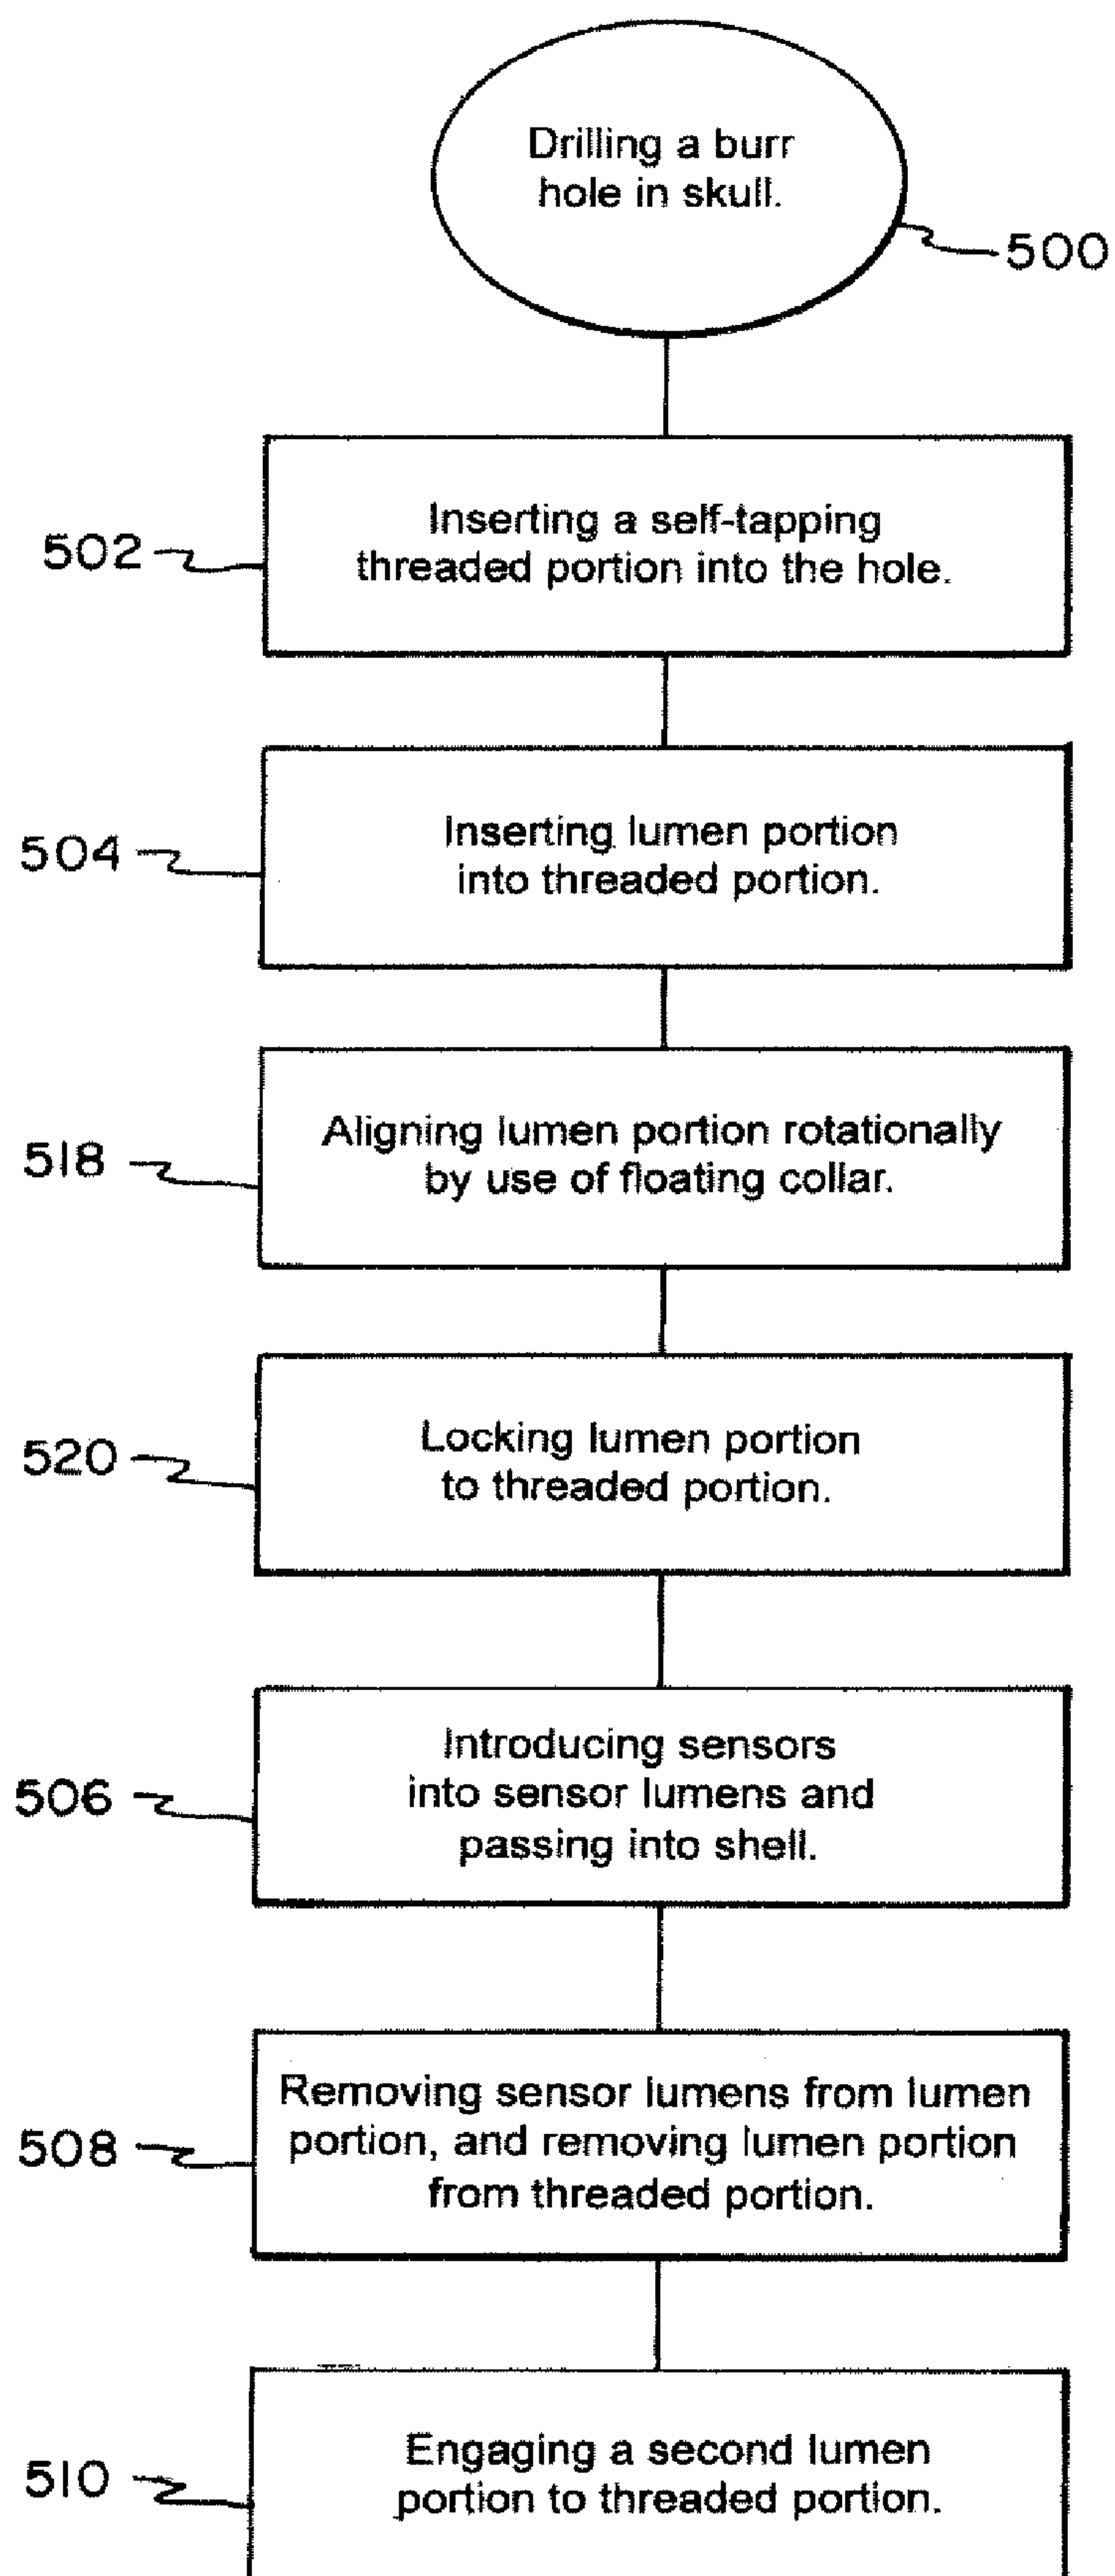 Drilling a burr
hole in skull.
500
Inserting a self-tapping
threaded portion into the hole.
502
Inserting lumen portion
into threaded portion.
504
Aligning lumen portion rotationally
by use of floating collar.
518
Locking lumen portion
to threaded portion.
520
Introducing sensors
into sensor lumens and
passing into shell.
506
Removing sensor lumens from lumen
portion, and removing lumen portion
from threaded portion.
508
Engaging a second lumen
portion to threaded portion.
510